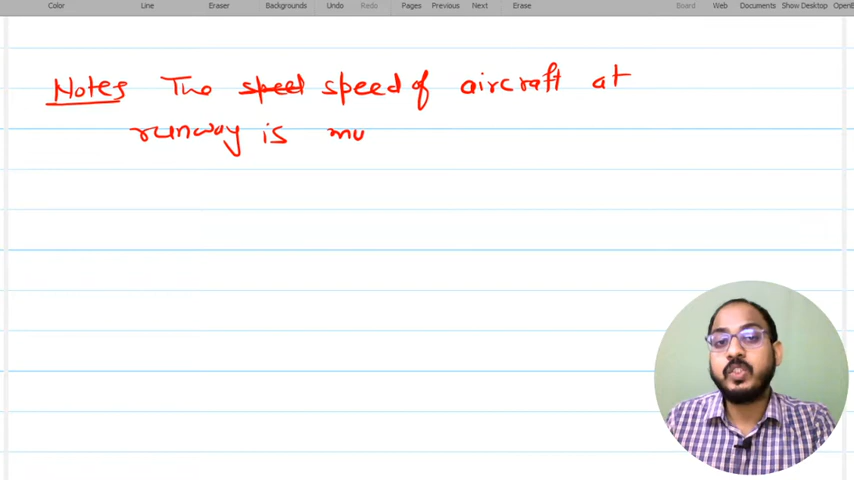 Color Line Eraser Backgrounds Undo Redo Pages Previous Next Erase Board Web Documents Show Desktop OpenB
Notes The speed speed of aircraft at
runway is mu